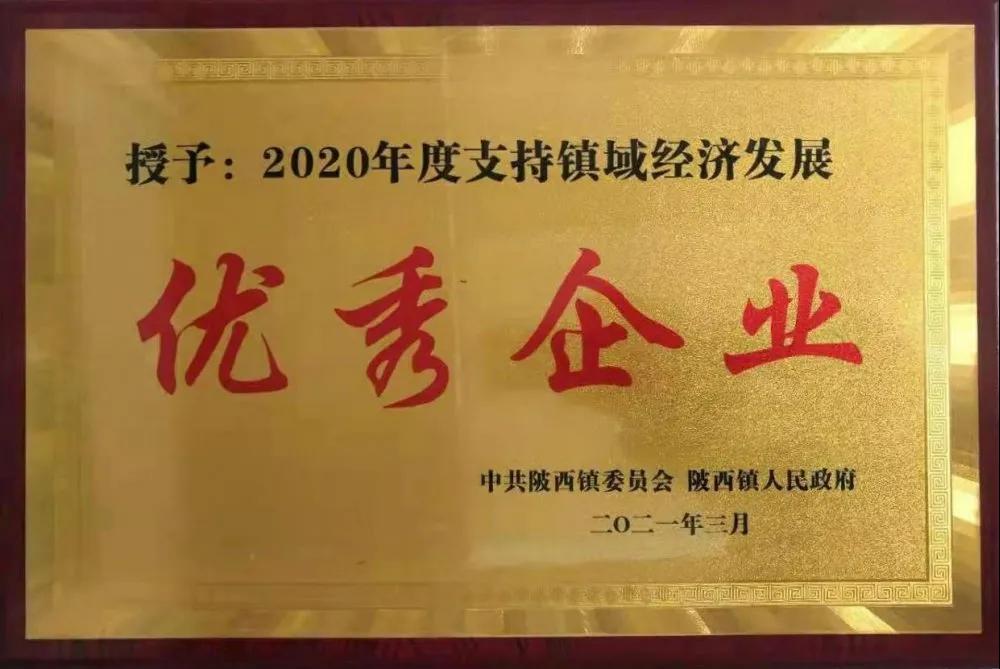 授予：2020年度支持镇域经济发展
优秀企业
中共陂西镇委员会 陂西镇人民政府
二〇二一年三月